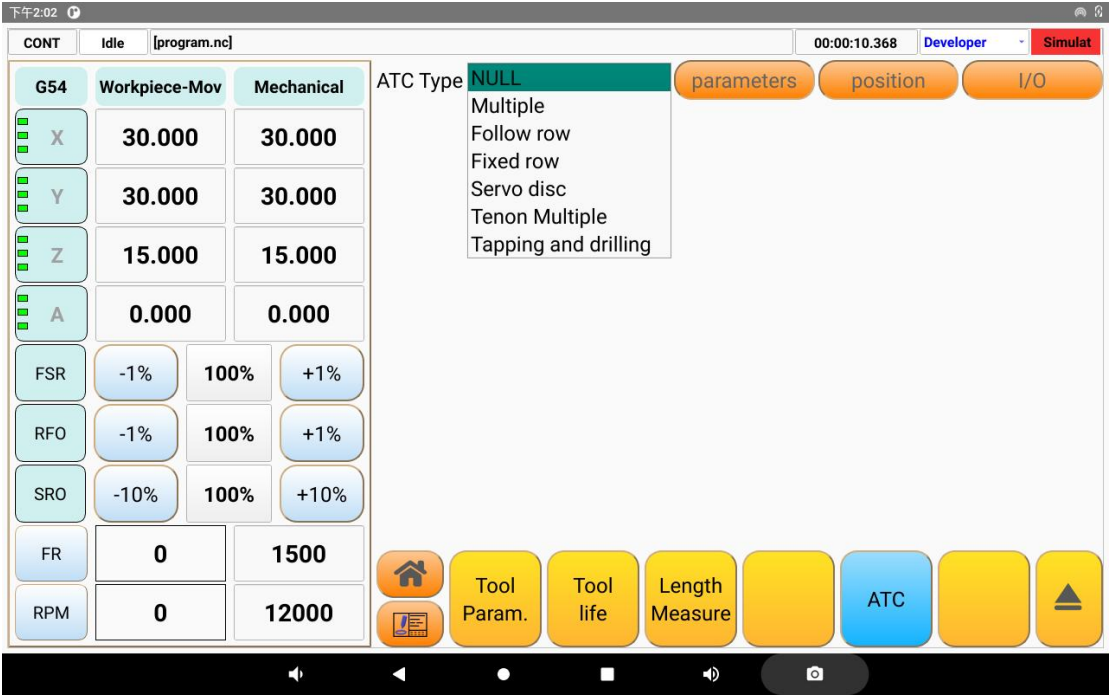 下午2:02
CONT Idle [program.nc] 00:00:10.368 Developer Simulat
G54 Workpiece-Mov Mechanical
X 30.000 30.000
Y 30.000 30.000
Z 15.000 15.000
A 0.000 0.000
FSR -1% 100% +1%
RFO -1% 100% +1%
SRO -10% 100% +10%
FR 0 1500
RPM 0 12000
ATC Type NULL parameters position I/O
Multiple
Follow row
Fixed row
Servo disc
Tenon Multiple
Tapping and drilling
Tool Param.
Tool life
Length Measure
ATC